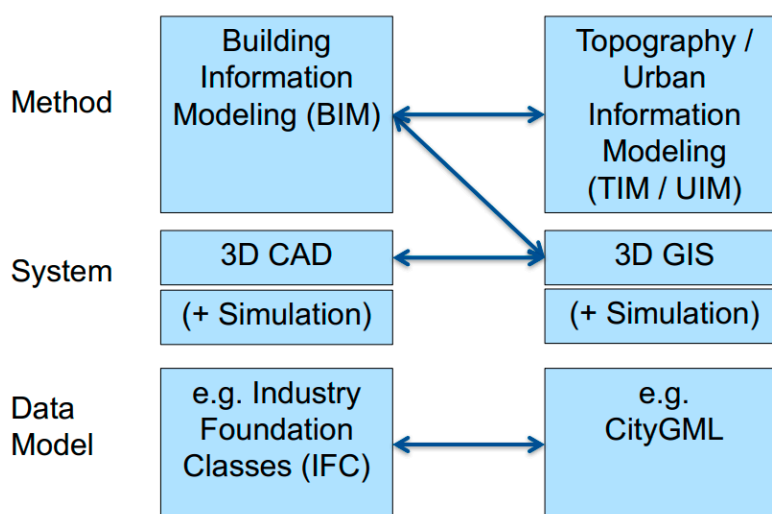 Method
Building
Information
Modeling (BIM)
Topography /
Urban
Information
Modeling
(TIM / UIM)
System
3D CAD
3D GIS
(+ Simulation)
(+ Simulation)
Data
Model
e.g. Industry
Foundation
Classes (IFC)
e.g.
CityGML